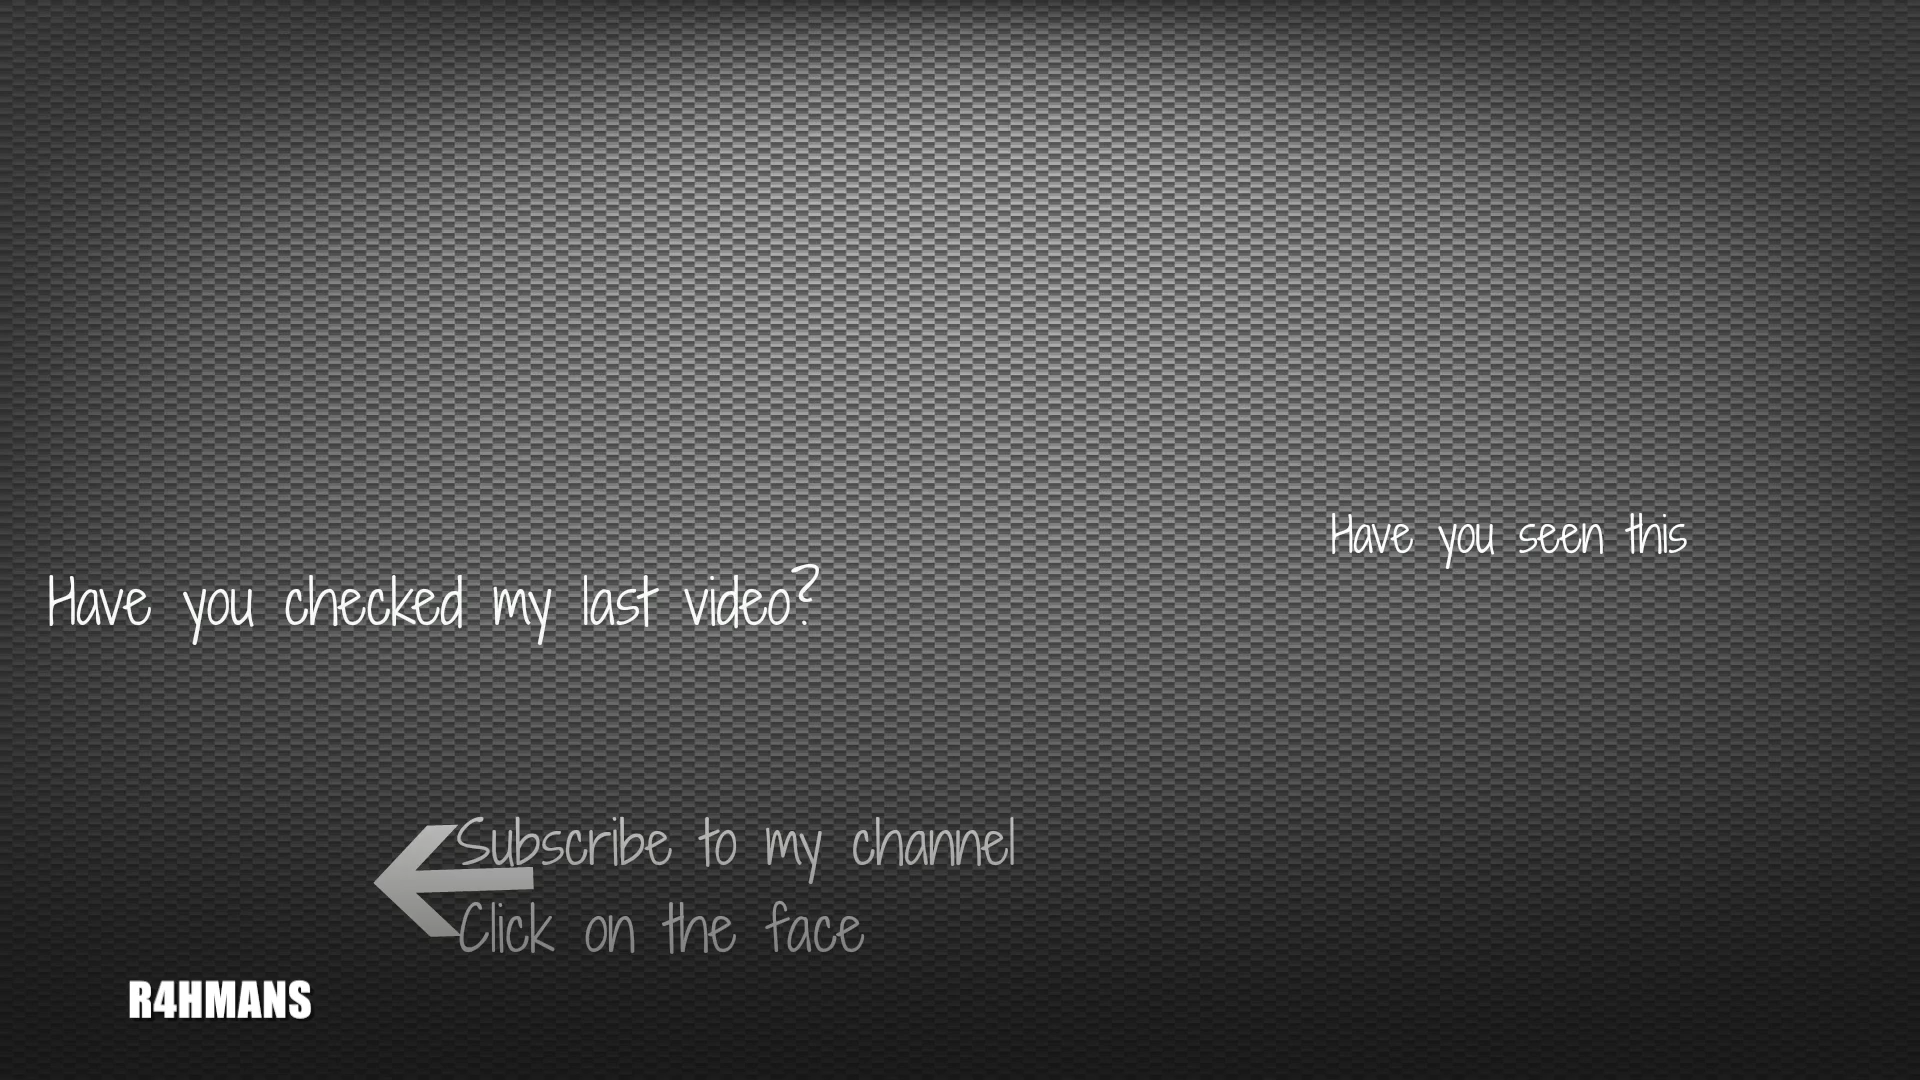 Have you seen this
Have you checked my last video?
Subscribe to my channel
Click on the face
R4HMANS